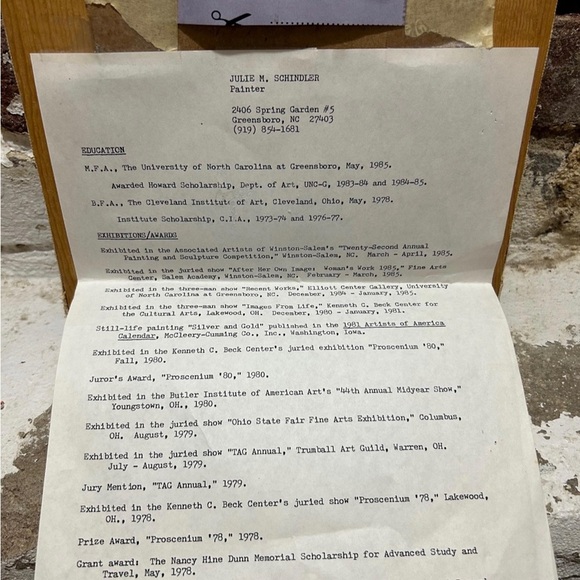 JULIE M. SCHINDLER
Painter
2406 Spring Garden #5
Greensboro, NC 27403
(919) 854-1681
EDUCATION
M.F.A., The University of North Carolina at Greensboro, May, 1985.
Awarded Howard Scholarship, Dept. of Art, UNC-G, 1983-84 and 1984-85.
B.F.A., The Cleveland Institute of Art, Cleveland, Ohio, May, 1978.
Institute Scholarship, C.I.A., 1973-74 and 1976-77.
EXHIBITIONS/AWARDS
Exhibited in the Associated Artists of Winston-Sales's "Twenty-Second Annual
Painting and Sculpture Competition," Winston-Sales, NC. March - April, 1985.
Exhibited in the juried show "After Her Own Image: Woman's Work 1985," Fine Arts
Center, Salem Academy, Winston-Sales, NC. February - March, 1985.
Exhibited in the three-man show "Recent Works," Elliott Center Gallery, University
of North Carolina at Greensboro, NC. December, 1984 - January, 1985.
Exhibited in the three-man show "Images From Life," Kenneth C. Beck Center for
the Cultural Arts, Lakewood, OH. December, 1980 - January, 1981.
Still-life painting "Silver and Gold" published in the 1981 Artists of America
Calendar, McCleery-Cumming Co., Inc., Washington, Iowa.
Exhibited in the Kenneth C. Beck Center's juried exhibition "Proscenium '80,"
Fall, 1980.
Juror's Award, "Proscenium '80," 1980.
Exhibited in the Butler Institute of American Art's "44th Annual Midyear Show,"
Youngstown, OH., 1980.
Exhibited in the juried show "Ohio State Fair Fine Arts Exhibition," Columbus,
OH. August, 1979.
Exhibited in the juried show "TAG Annual," Trumball Art Guild, Warren, OH.
July - August, 1979.
Jury Mention, "TAG Annual," 1979.
Exhibited in the Kenneth C. Beck Center's juried show "Proscenium '78," Lakewood,
OH., 1978.
Prize Award, "Proscenium '78," 1978.
Grant award: The Nancy Hine Dunn Memorial Scholarship for Advanced Study and
Travel, May, 1978.